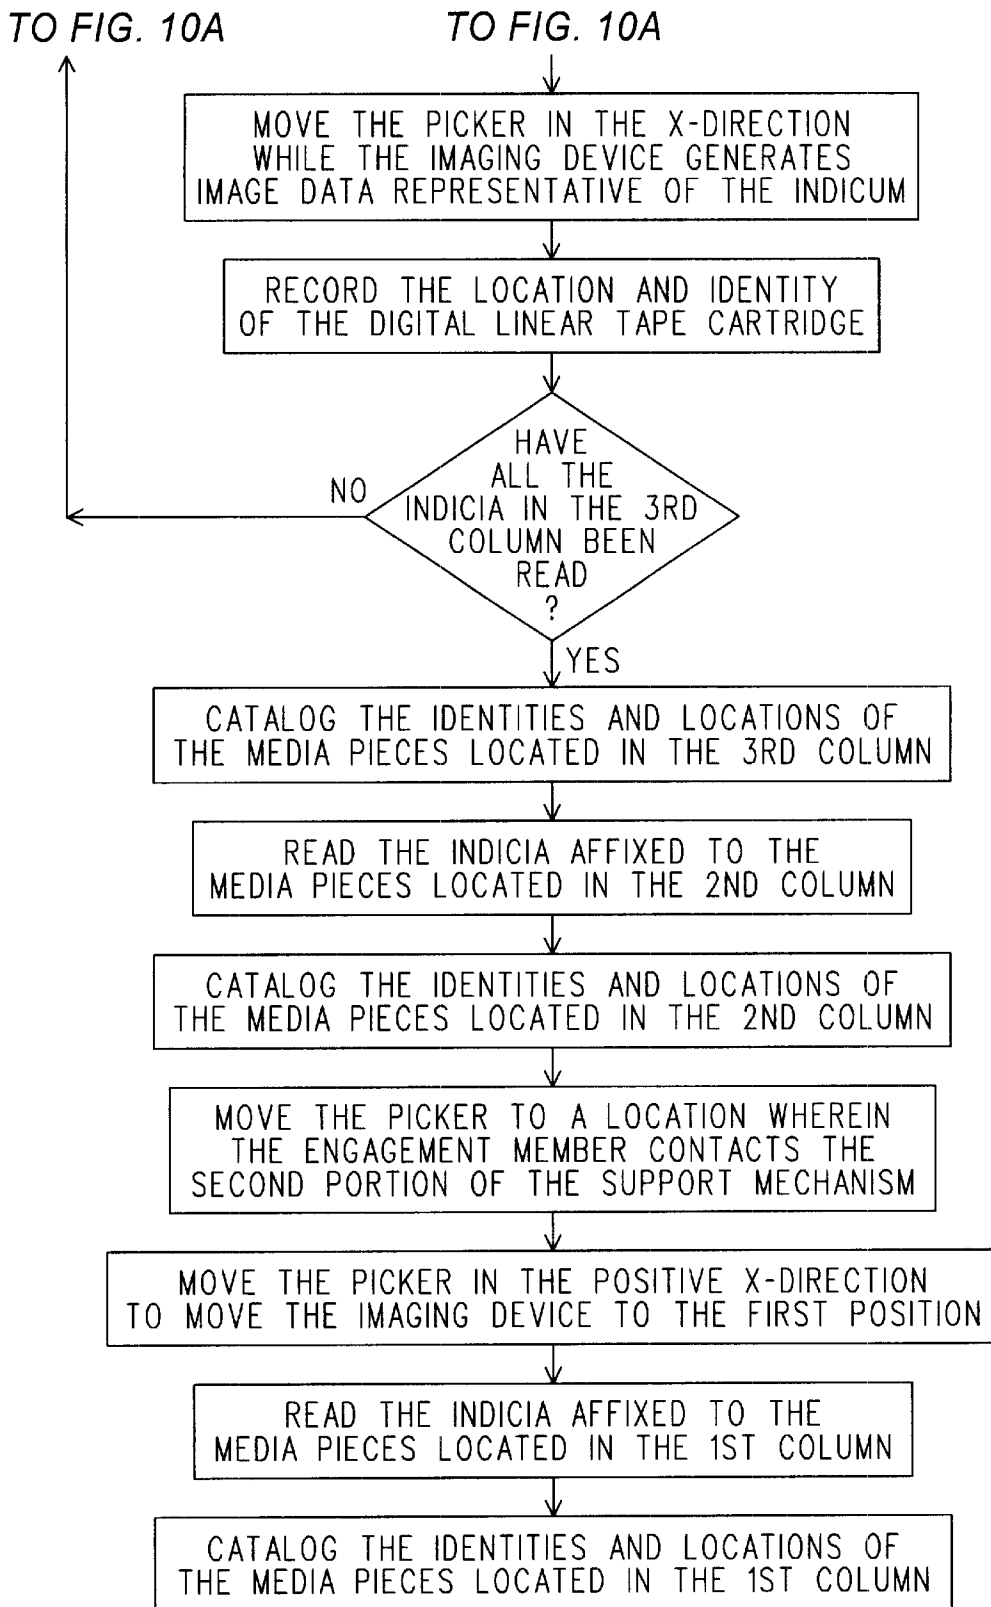 TO FIG. 10A
TO FIG. 10A
MOVE THE PICKER IN THE X-DIRECTION
WHILE THE IMAGING DEVICE GENERATES
IMAGE DATA REPRESENTATIVE OF THE INDICUM
RECORD THE LOCATION AND IDENTITY
OF THE DIGITAL LINEAR TAPE CARTRIDGE
HAVE
ALL THE
INDICIA IN THE 3RD
COLUMN BEEN
READ
?
NO
YES
CATALOG THE IDENTITIES AND LOCATIONS OF
THE MEDIA PIECES LOCATED IN THE 3RD COLUMN
READ THE INDICIA AFFIXED TO THE
MEDIA PIECES LOCATED IN THE 2ND COLUMN
CATALOG THE IDENTITIES AND LOCATIONS OF
THE MEDIA PIECES LOCATED IN THE 2ND COLUMN
MOVE THE PICKER TO A LOCATION WHEREIN
THE ENGAGEMENT MEMBER CONTACTS THE
SECOND PORTION OF THE SUPPORT MECHANISM
MOVE THE PICKER IN THE POSITIVE X-DIRECTION
TO MOVE THE IMAGING DEVICE TO THE FIRST POSITION
READ THE INDICIA AFFIXED TO THE
MEDIA PIECES LOCATED IN THE 1ST COLUMN
CATALOG THE IDENTITIES AND LOCATIONS OF
THE MEDIA PIECES LOCATED IN THE 1ST COLUMN